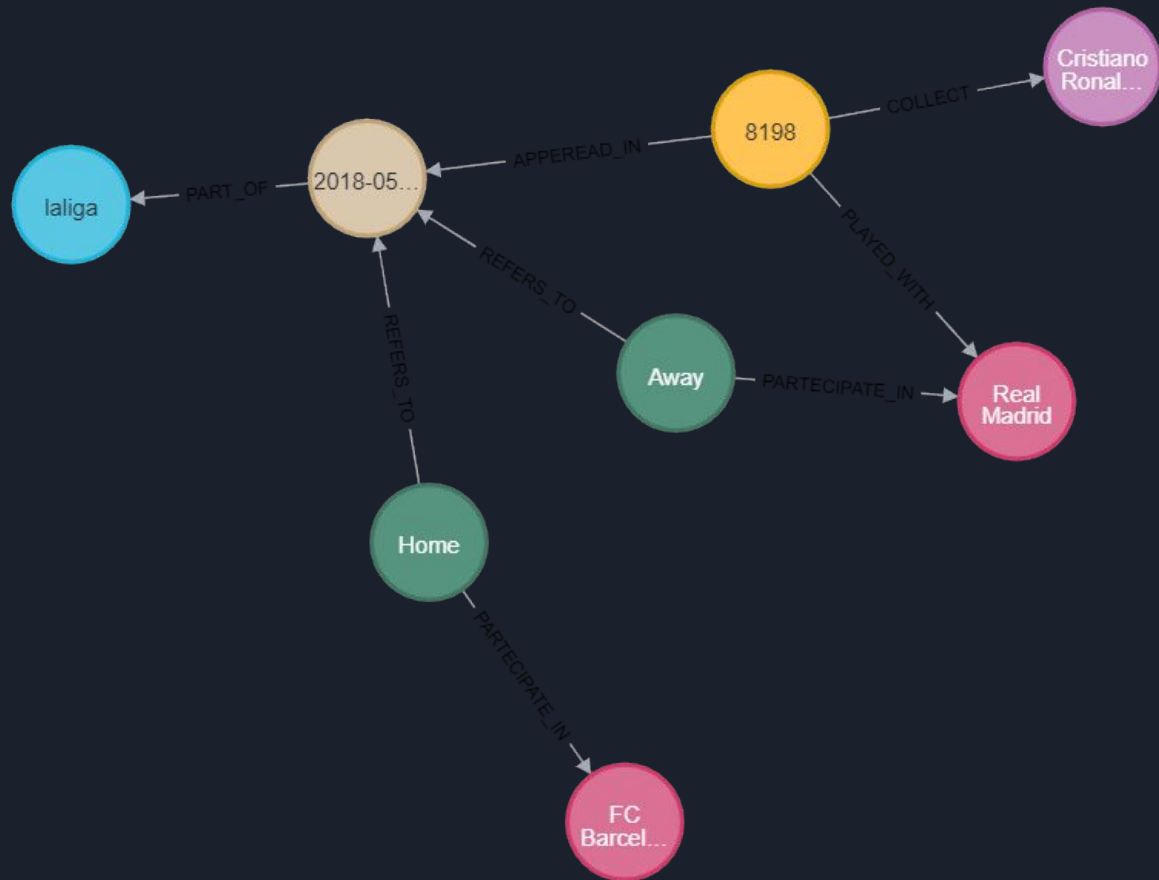 Cristiano
Ronal...
COLLECT
8198
APPEREAD_IN
2018-05...
PART_OF
laliga
PLAYED_WITH
REFERS_TO
REFERS_TO
Away
PARTECIPATE_IN
Real
Madrid
Home
PARTECIPATE_IN
FC
Barcel...